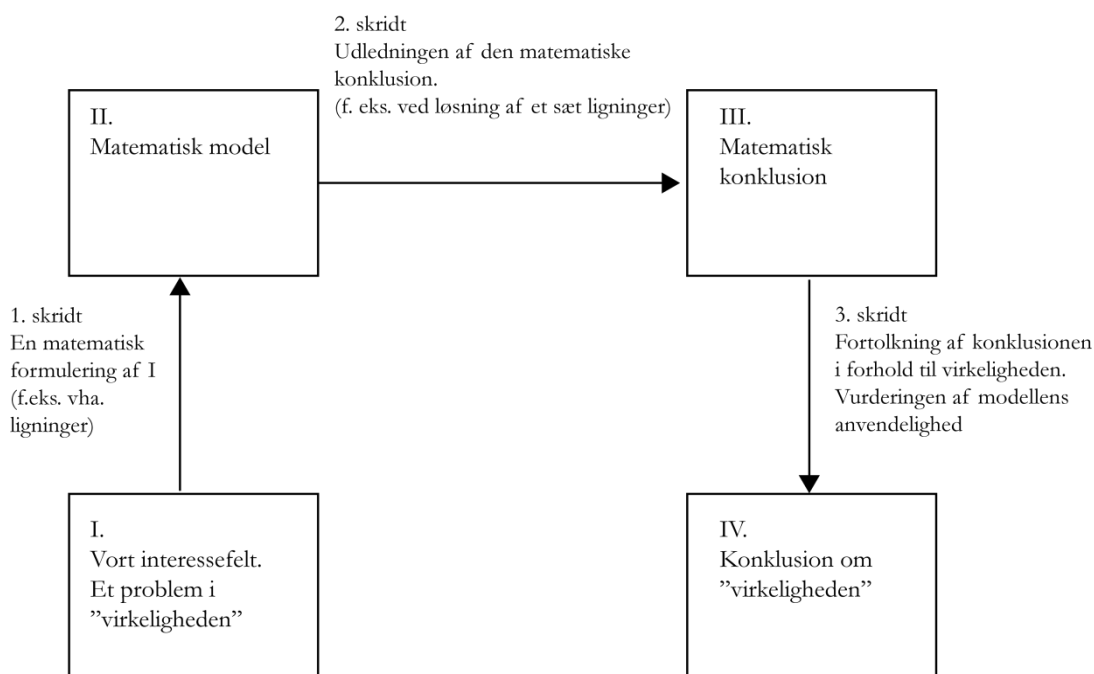 2. skridt
Udledningen af den matematiske
konklusion.
(f. eks. ved løsning af et sæt ligninger)
II.
Matematisk model
III.
Matematisk
konklusion
1. skridt
En matematisk
formulering af I
(f.eks. vha.
ligninger)
3. skridt
Fortolkning af konklusionen
i forhold til virkeligheden.
Vurderingen af modellens
anvendelighed
I.
Vort interessefelt.
Et problem i
”virkeligheden”
IV.
Konklusion om
”virkeligheden”